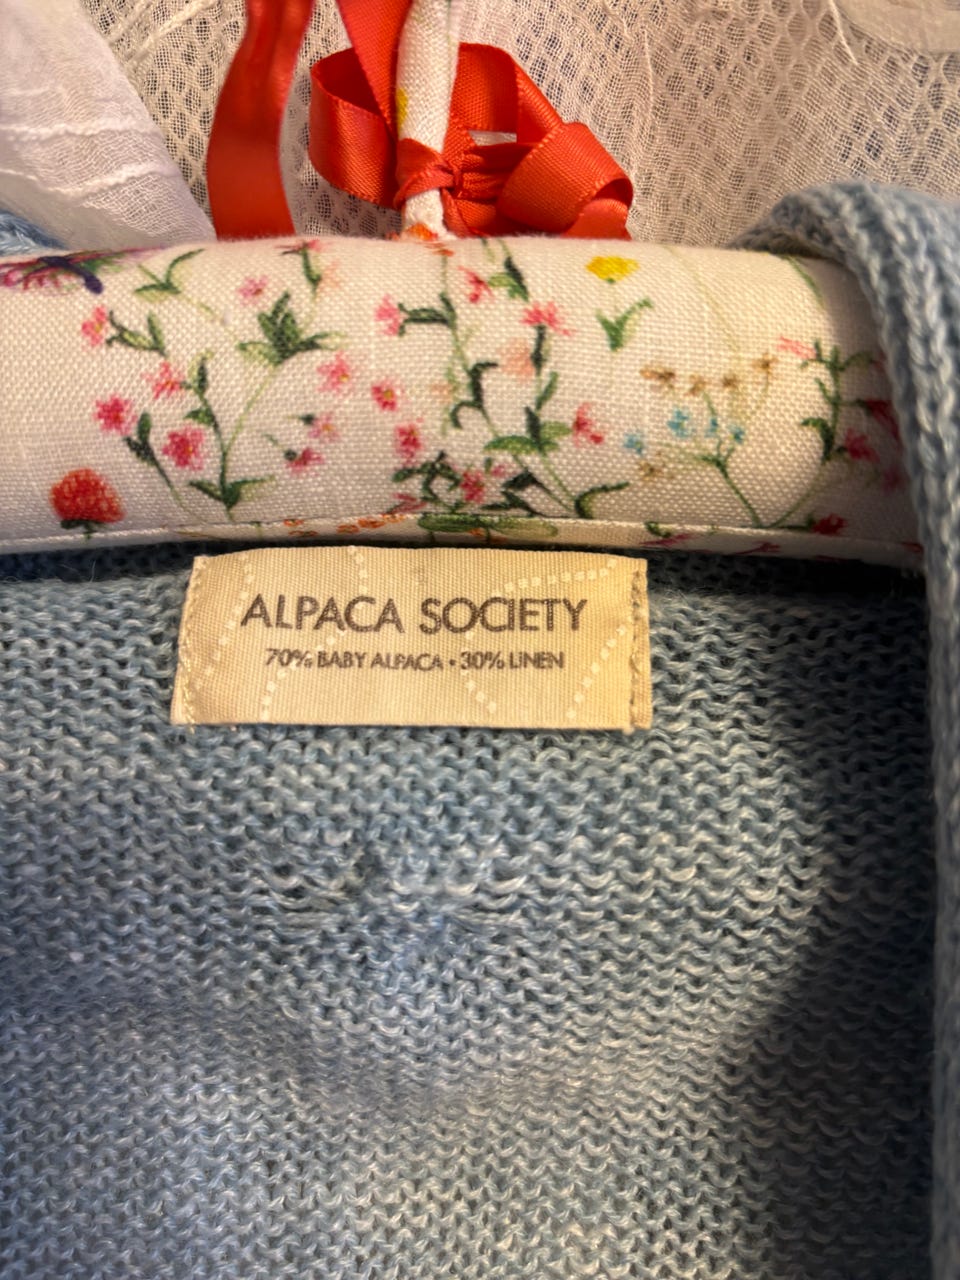 ALPACA SOCIETY
70% BABY ALPACA • 30% LINEN